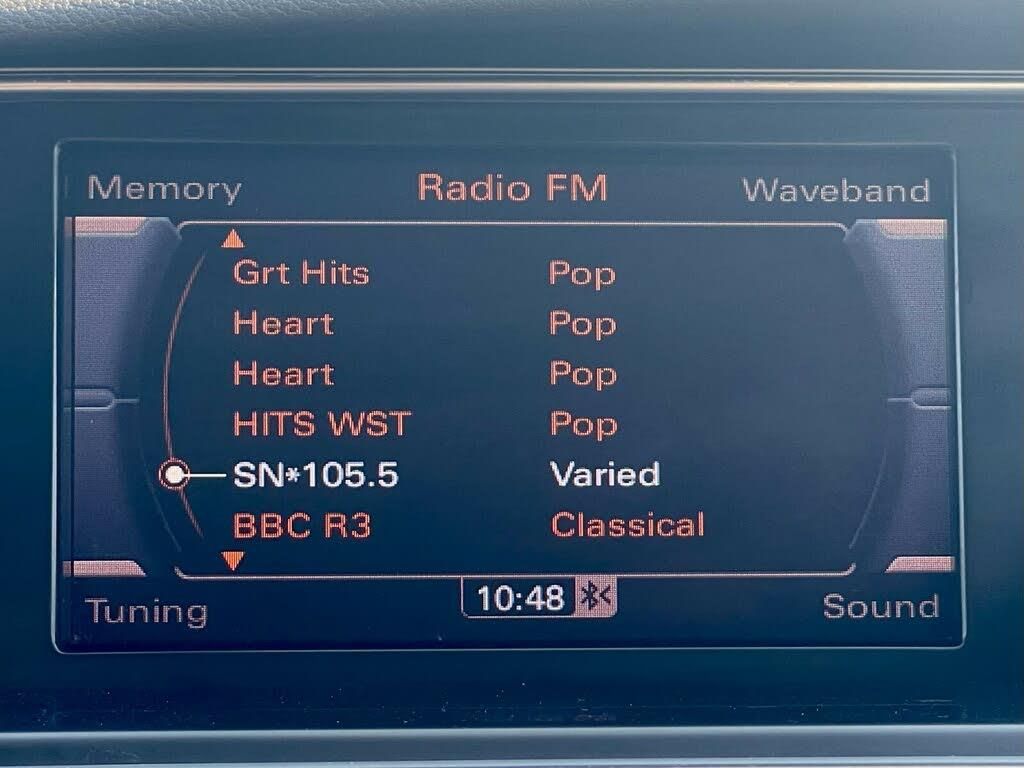 Memory Radio FM Waveband
Grt Hits Pop
Heart Pop
Heart Pop
HITS WST Pop
SN*105.5 Varied
BBC R3 Classical
10:48
Tuning Sound